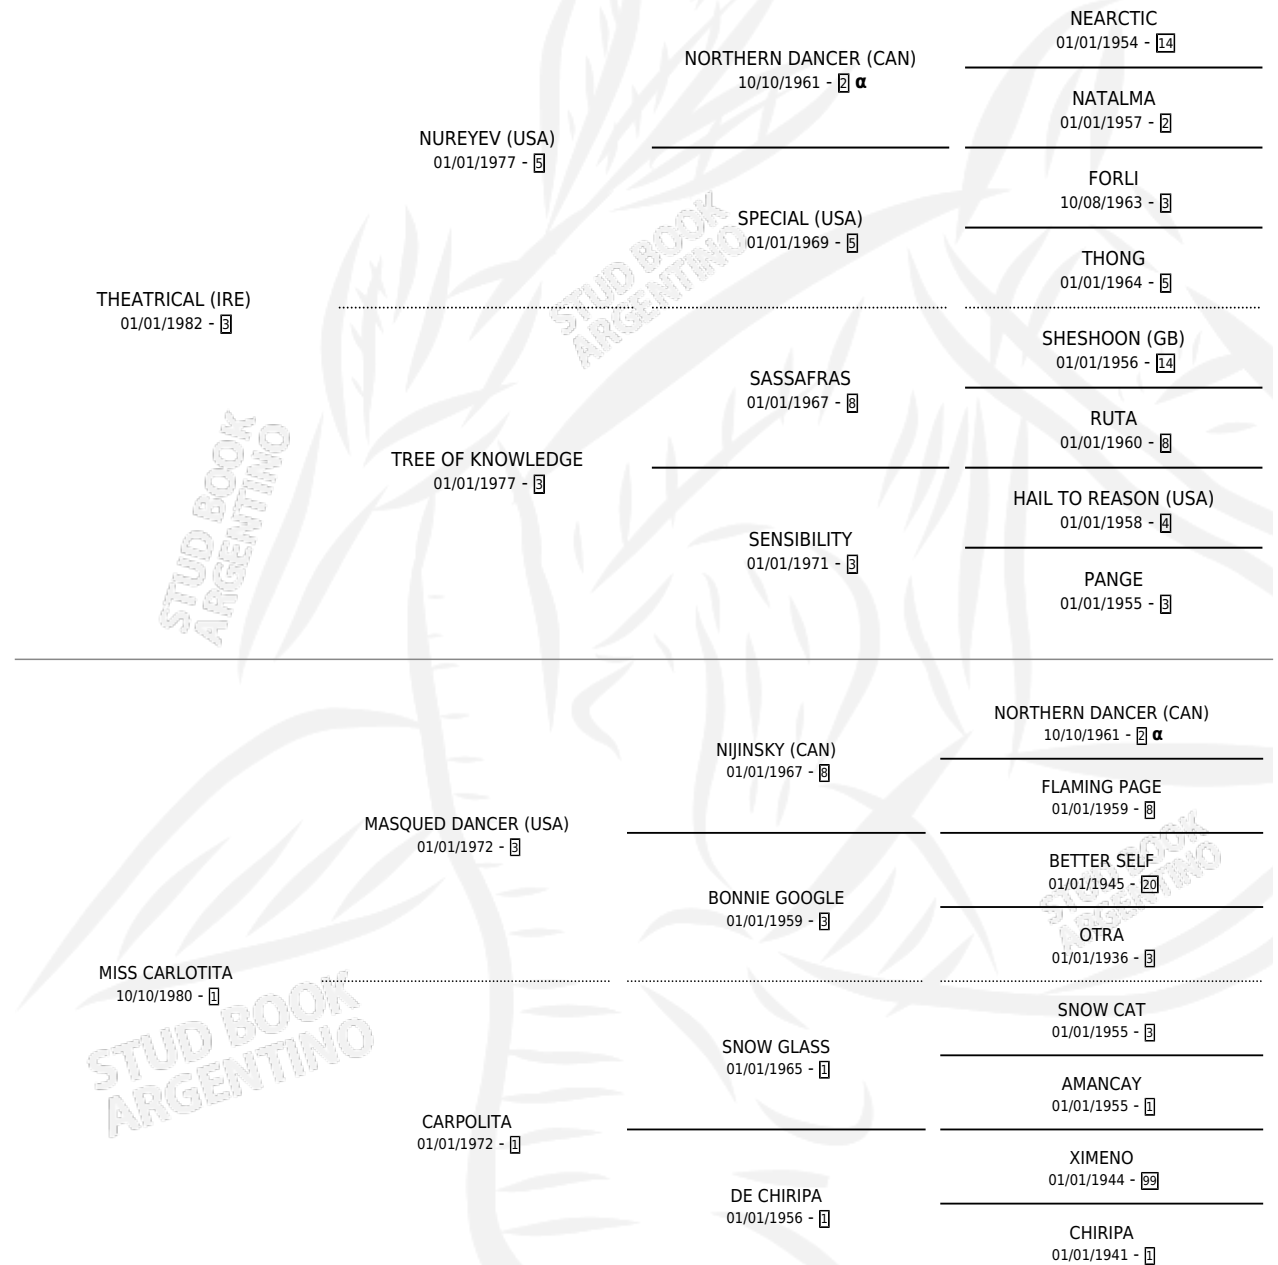 NEARCTIC
01/01/1954 - 14
NORTHERN DANCER (CAN)
10/10/1961 - 2 α
NATALMA
01/01/1957 - 2
NUREYEV (USA)
01/01/1977 - 5
FORLI
10/08/1963 - 3
SPECIAL (USA)
01/01/1969 - 5
THONG
01/01/1964 - 5
THEATRICAL (IRE)
01/01/1982 - 3
SHESHOON (GB)
01/01/1956 - 14
SASSAFRAS
01/01/1967 - 8
RUTA
01/01/1960 - 8
TREE OF KNOWLEDGE
01/01/1977 - 3
HAIL TO REASON (USA)
01/01/1958 - 4
SENSIBILITY
01/01/1971 - 3
PANGE
01/01/1955 - 3
NORTHERN DANCER (CAN)
10/10/1961 - 2 α
NIJINSKY (CAN)
01/01/1967 - 8
FLAMING PAGE
01/01/1959 - 8
MASQUED DANCER (USA)
01/01/1972 - 3
BETTER SELF
01/01/1945 - 20
BONNIE GOOGLE
01/01/1959 - 3
OTRA
01/01/1936 - 3
MISS CARLOTITA
10/10/1980 - 1
SNOW CAT
01/01/1955 - 3
SNOW GLASS
01/01/1965 - 1
AMANCAY
01/01/1955 - 1
CARPOLITA
01/01/1972 - 1
XIMENO
01/01/1944 - 99
DE CHIRIPA
01/01/1956 - 1
CHIRIPA
01/01/1941 - 1
STUD BOOK
ARGENTINO
STUD BOOK
ARGENTINO
STUD BOOK
ARGENTINO
STUD BOOK
ARGENTINO